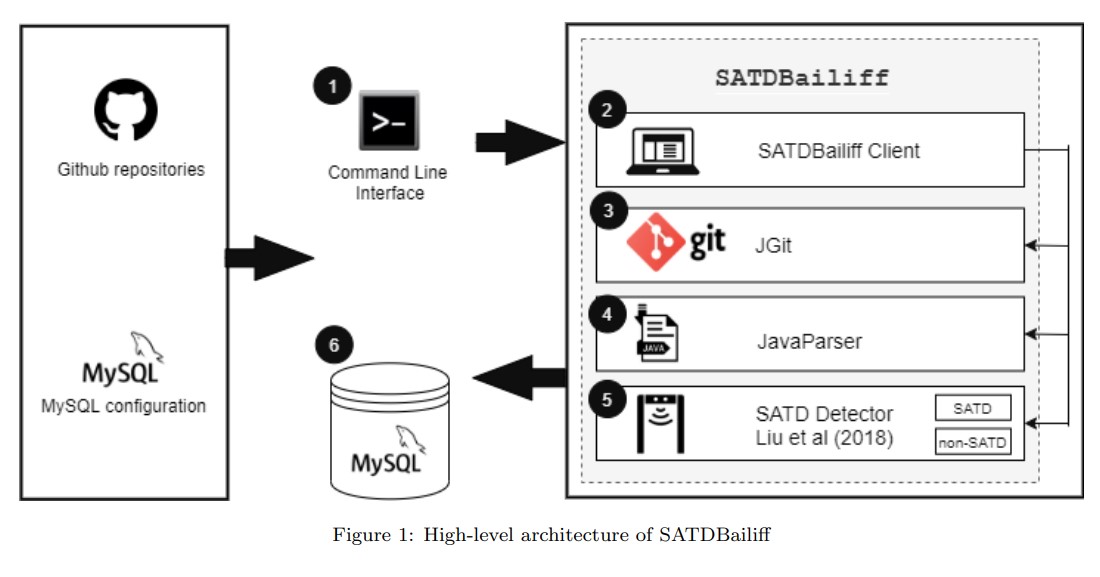 1
>-
Github repositories
Command Line
Interface
MySQL
MySQL configuration
SATDBailiff
2
SATDBailiff Client
3
git
JGit
4
JAVA
JavaParser
5
SATD Detector
Liu et al (2018)
SATD
non-SATD
6
MySQL
Figure 1: High-level architecture of SATDBailiff